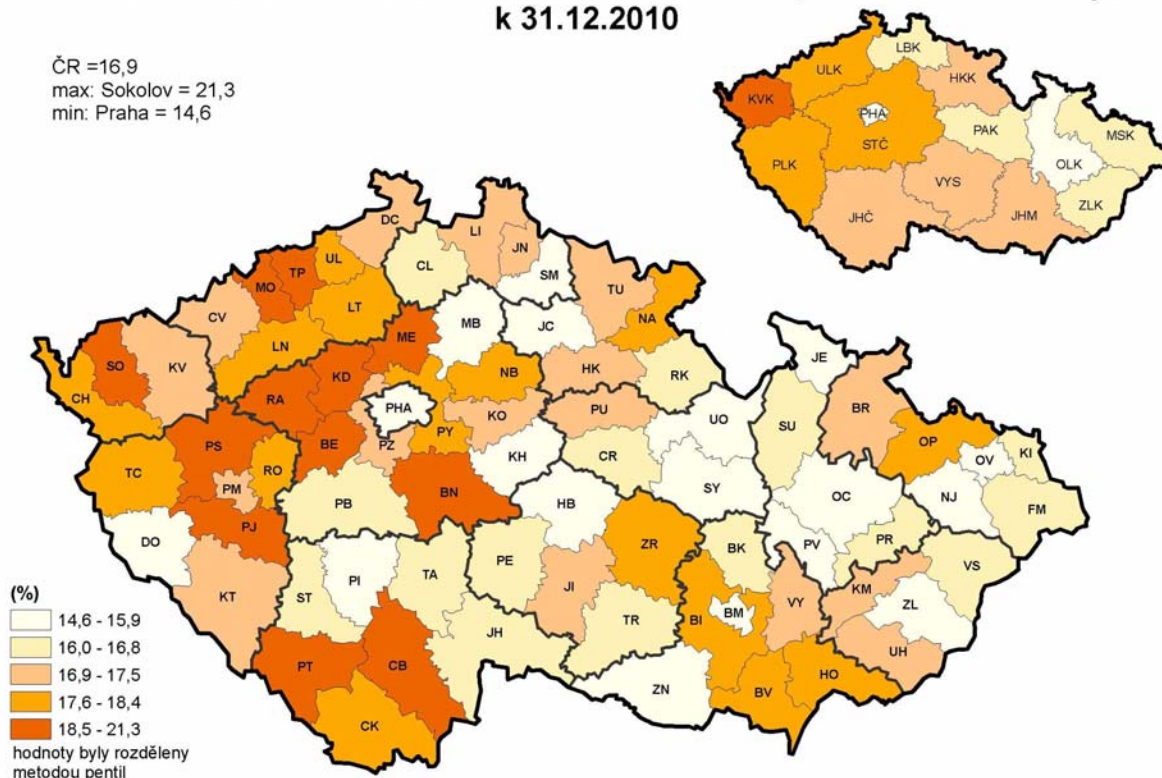 k 31.12.2010
ČR =16,9
max: Sokolov = 21,3
min: Praha = 14,6
LBK
ULK
HKK
KVK
PHA
PAK
MSK
STČ
OLK
PLK
VYS
ZLK
JHČ
JHM
DC
LI
JN
UL
CL
SM
TP
MO
TU
LT
CV
MB
JC
NA
ME
LN
JE
SO
KV
KD
NB
HK
RK
CH
RA
PHA
KO
PU
BR
UO
SU
PS
BE
PZ
PY
OP
OV
KI
TC
RO
KH
CR
PM
BN
SY
OC
NJ
PB
HB
FM
PJ
DO
ZR
BK
PV
PR
PI
TA
PE
VS
KT
ST
JI
VY
KM
ZL
TR
BI
BM
JH
UH
PT
CB
HO
ZN
BV
CK
(%)
14,6 - 15,9
16,0 - 16,8
16,9 - 17,5
17,6 - 18,4
18,5 - 21,3
hodnoty byly rozděleny
metodou pentil